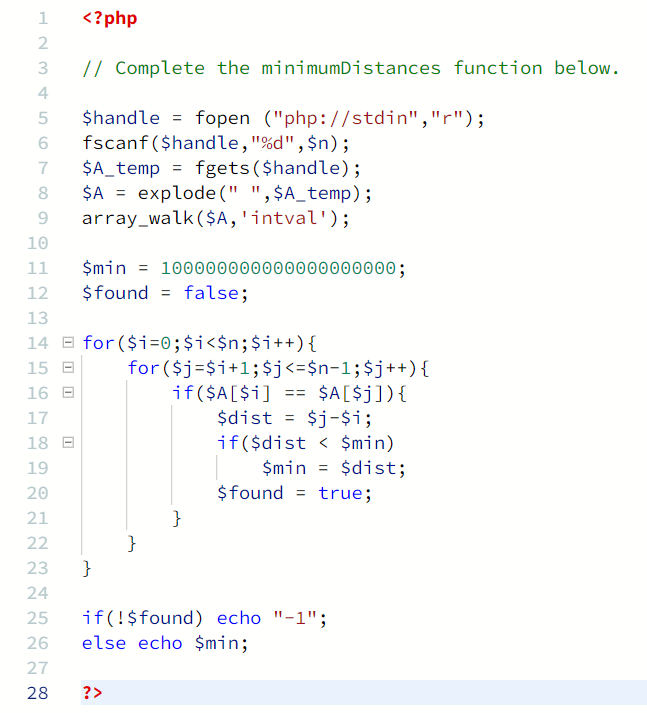 1 <?php
2
3 // Complete the minimumDistances function below.
4
5 $handle = fopen ("php://stdin","r");
6 fscanf($handle,"%d",$n);
7 $A_temp = fgets($handle);
8 $A = explode(" ",$A_temp);
9 array_walk($A,'intval');
10
11 $min = 100000000000000000000;
12 $found = false;
13
14 for($i=0;$i<$n;$i++){
15     for($j=$i+1;$j<=$n-1;$j++){
16         if($A[$i] == $A[$j]){
17             $dist = $j-$i;
18             if($dist < $min)
19                 $min = $dist;
20             $found = true;
21         }
22     }
23 }
24
25 if(!$found) echo "-1";
26 else echo $min;
27
28 ?>